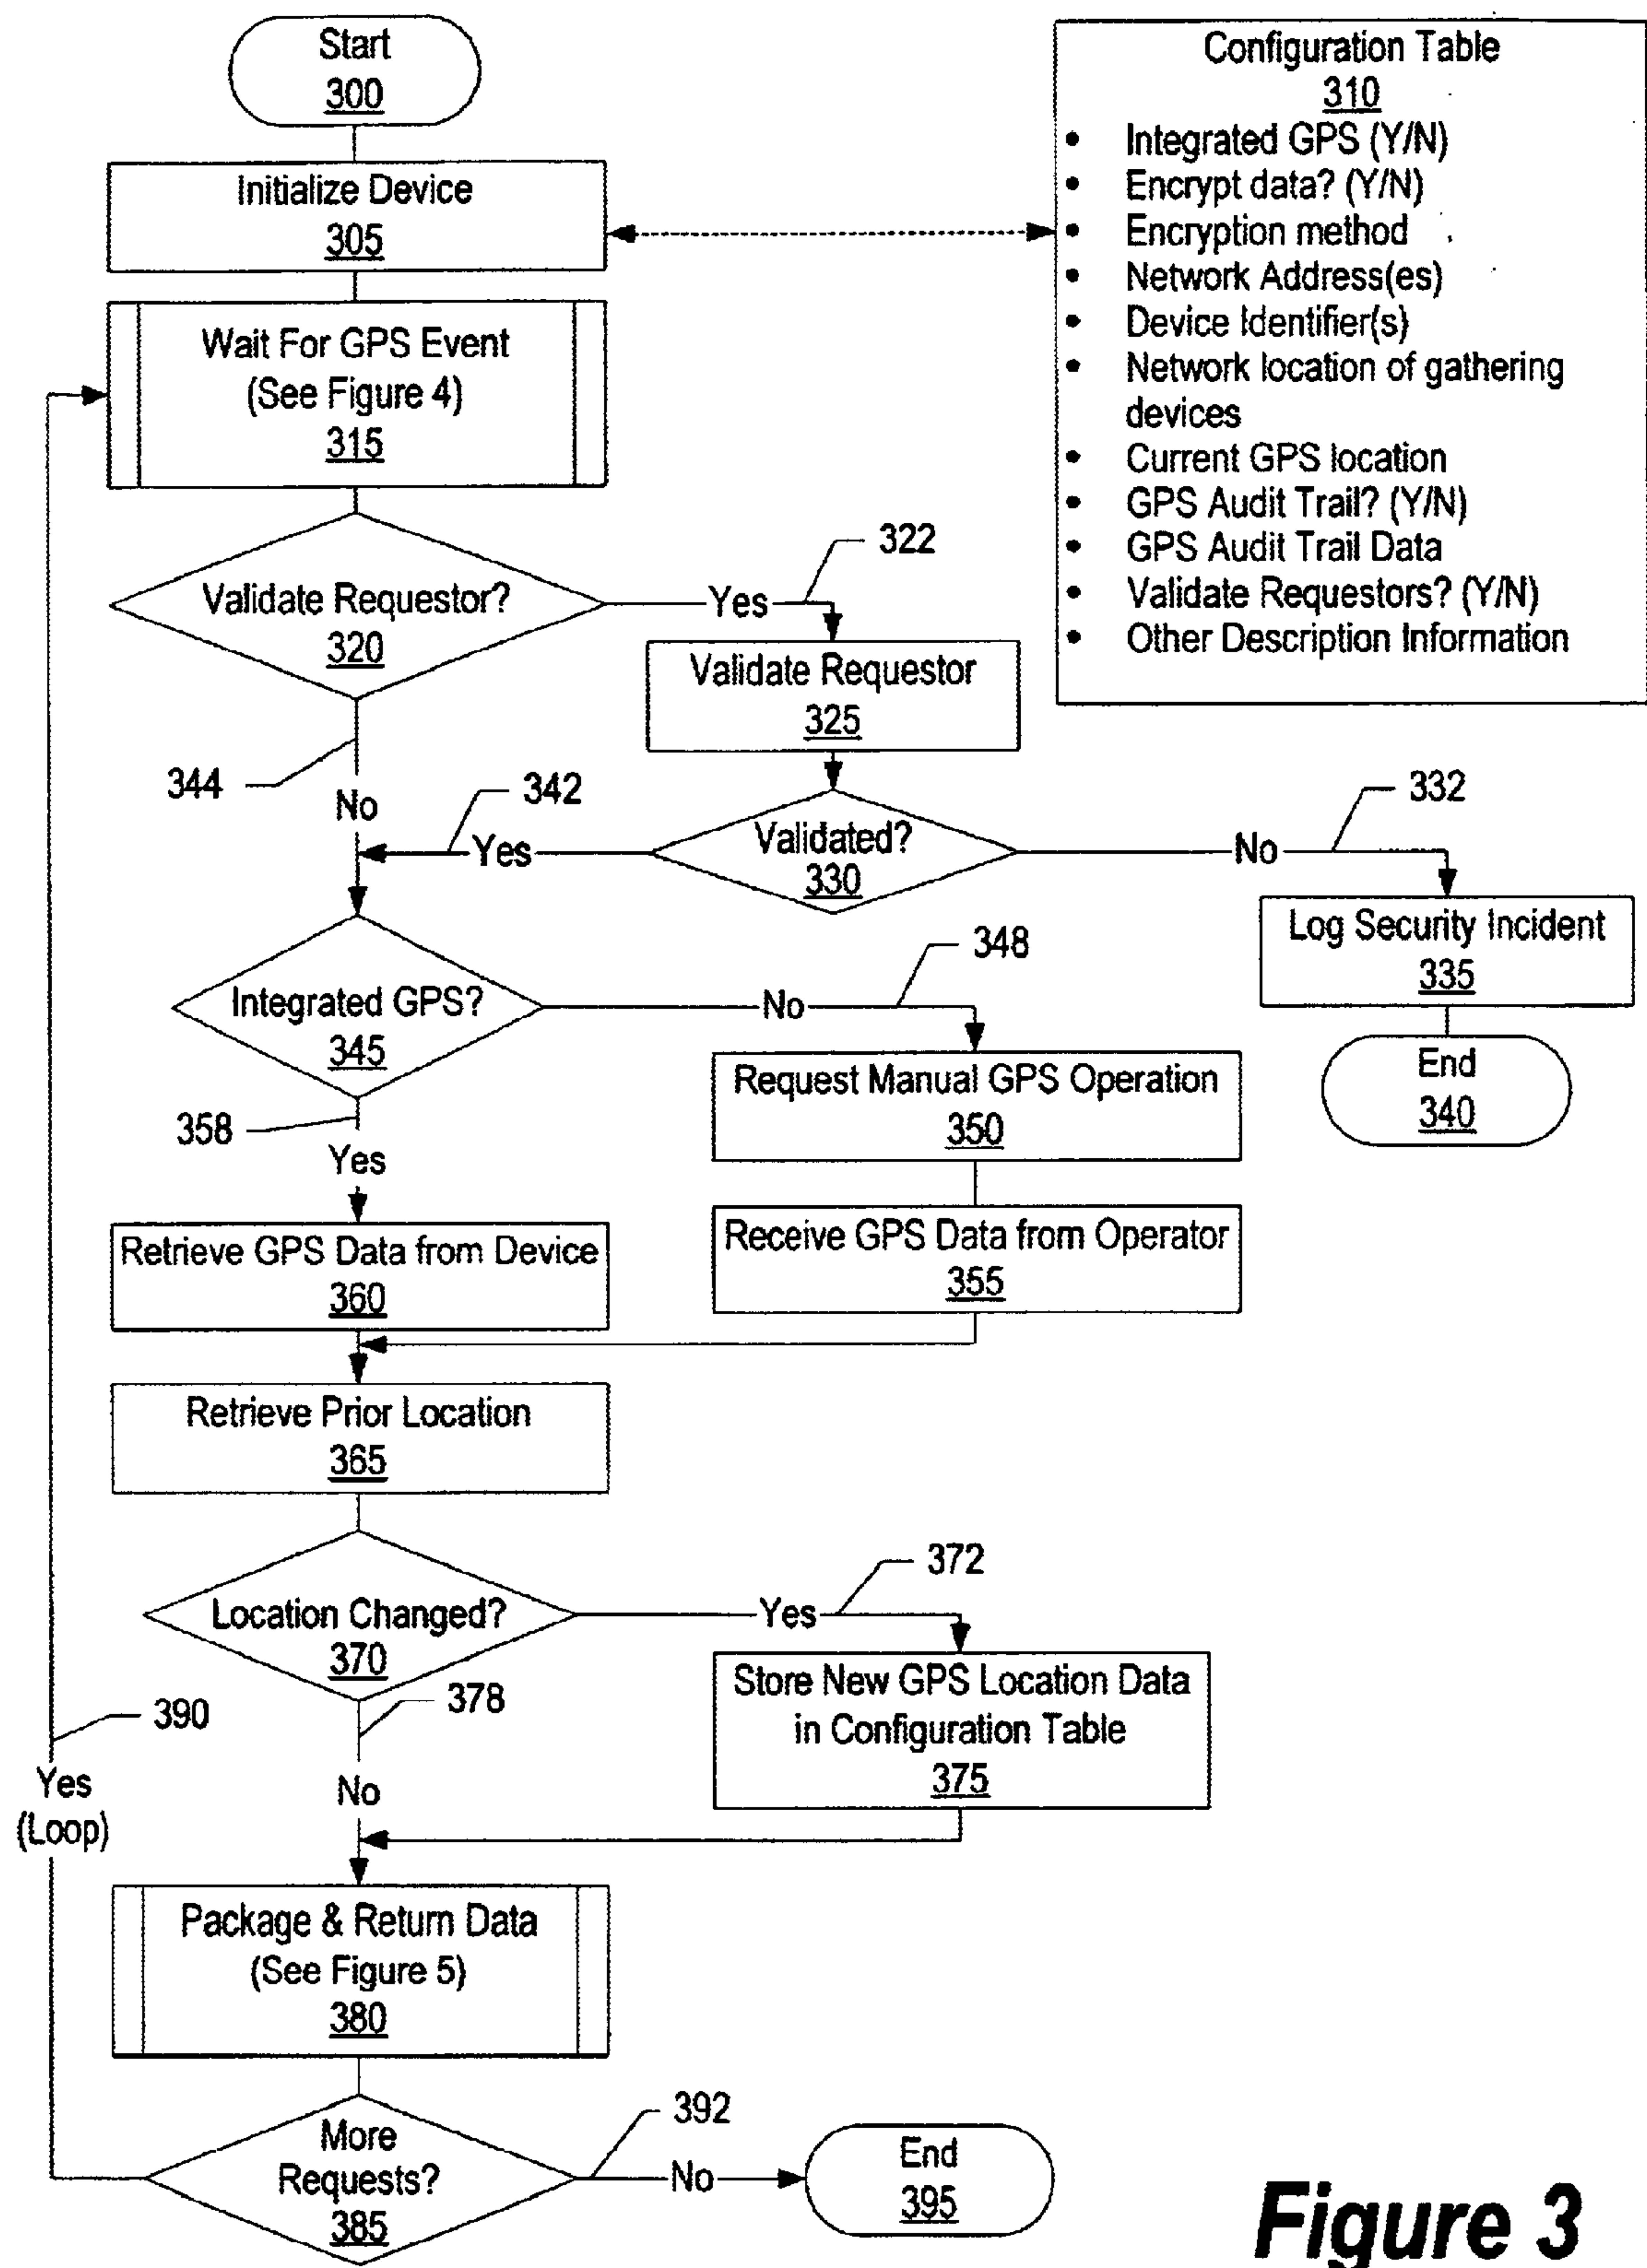 Start
300
Initialize Device
305
Configuration Table
310
• Integrated GPS (Y/N)
• Encrypt data? (Y/N)
• Encryption method
• Network Address(es)
• Device Identifier(s)
• Network location of gathering
devices
• Current GPS location
• GPS Audit Trail? (Y/N)
• GPS Audit Trail Data
• Validate Requestors? (Y/N)
• Other Description Information
Wait For GPS Event
(See Figure 4)
315
Validate Requestor?
320
322
Yes
Validate Requestor
325
344
No
342
Yes
Validated?
330
332
No
Log Security Incident
335
End
340
Integrated GPS?
345
348
No
Request Manual GPS Operation
350
358
Yes
Retrieve GPS Data from Device
360
Receive GPS Data from Operator
355
Retrieve Prior Location
365
Location Changed?
370
372
Yes
Store New GPS Location Data
in Configuration Table
375
378
No
390
Yes
(Loop)
Package & Return Data
(See Figure 5)
380
More
Requests?
385
392
No
End
395
Figure 3